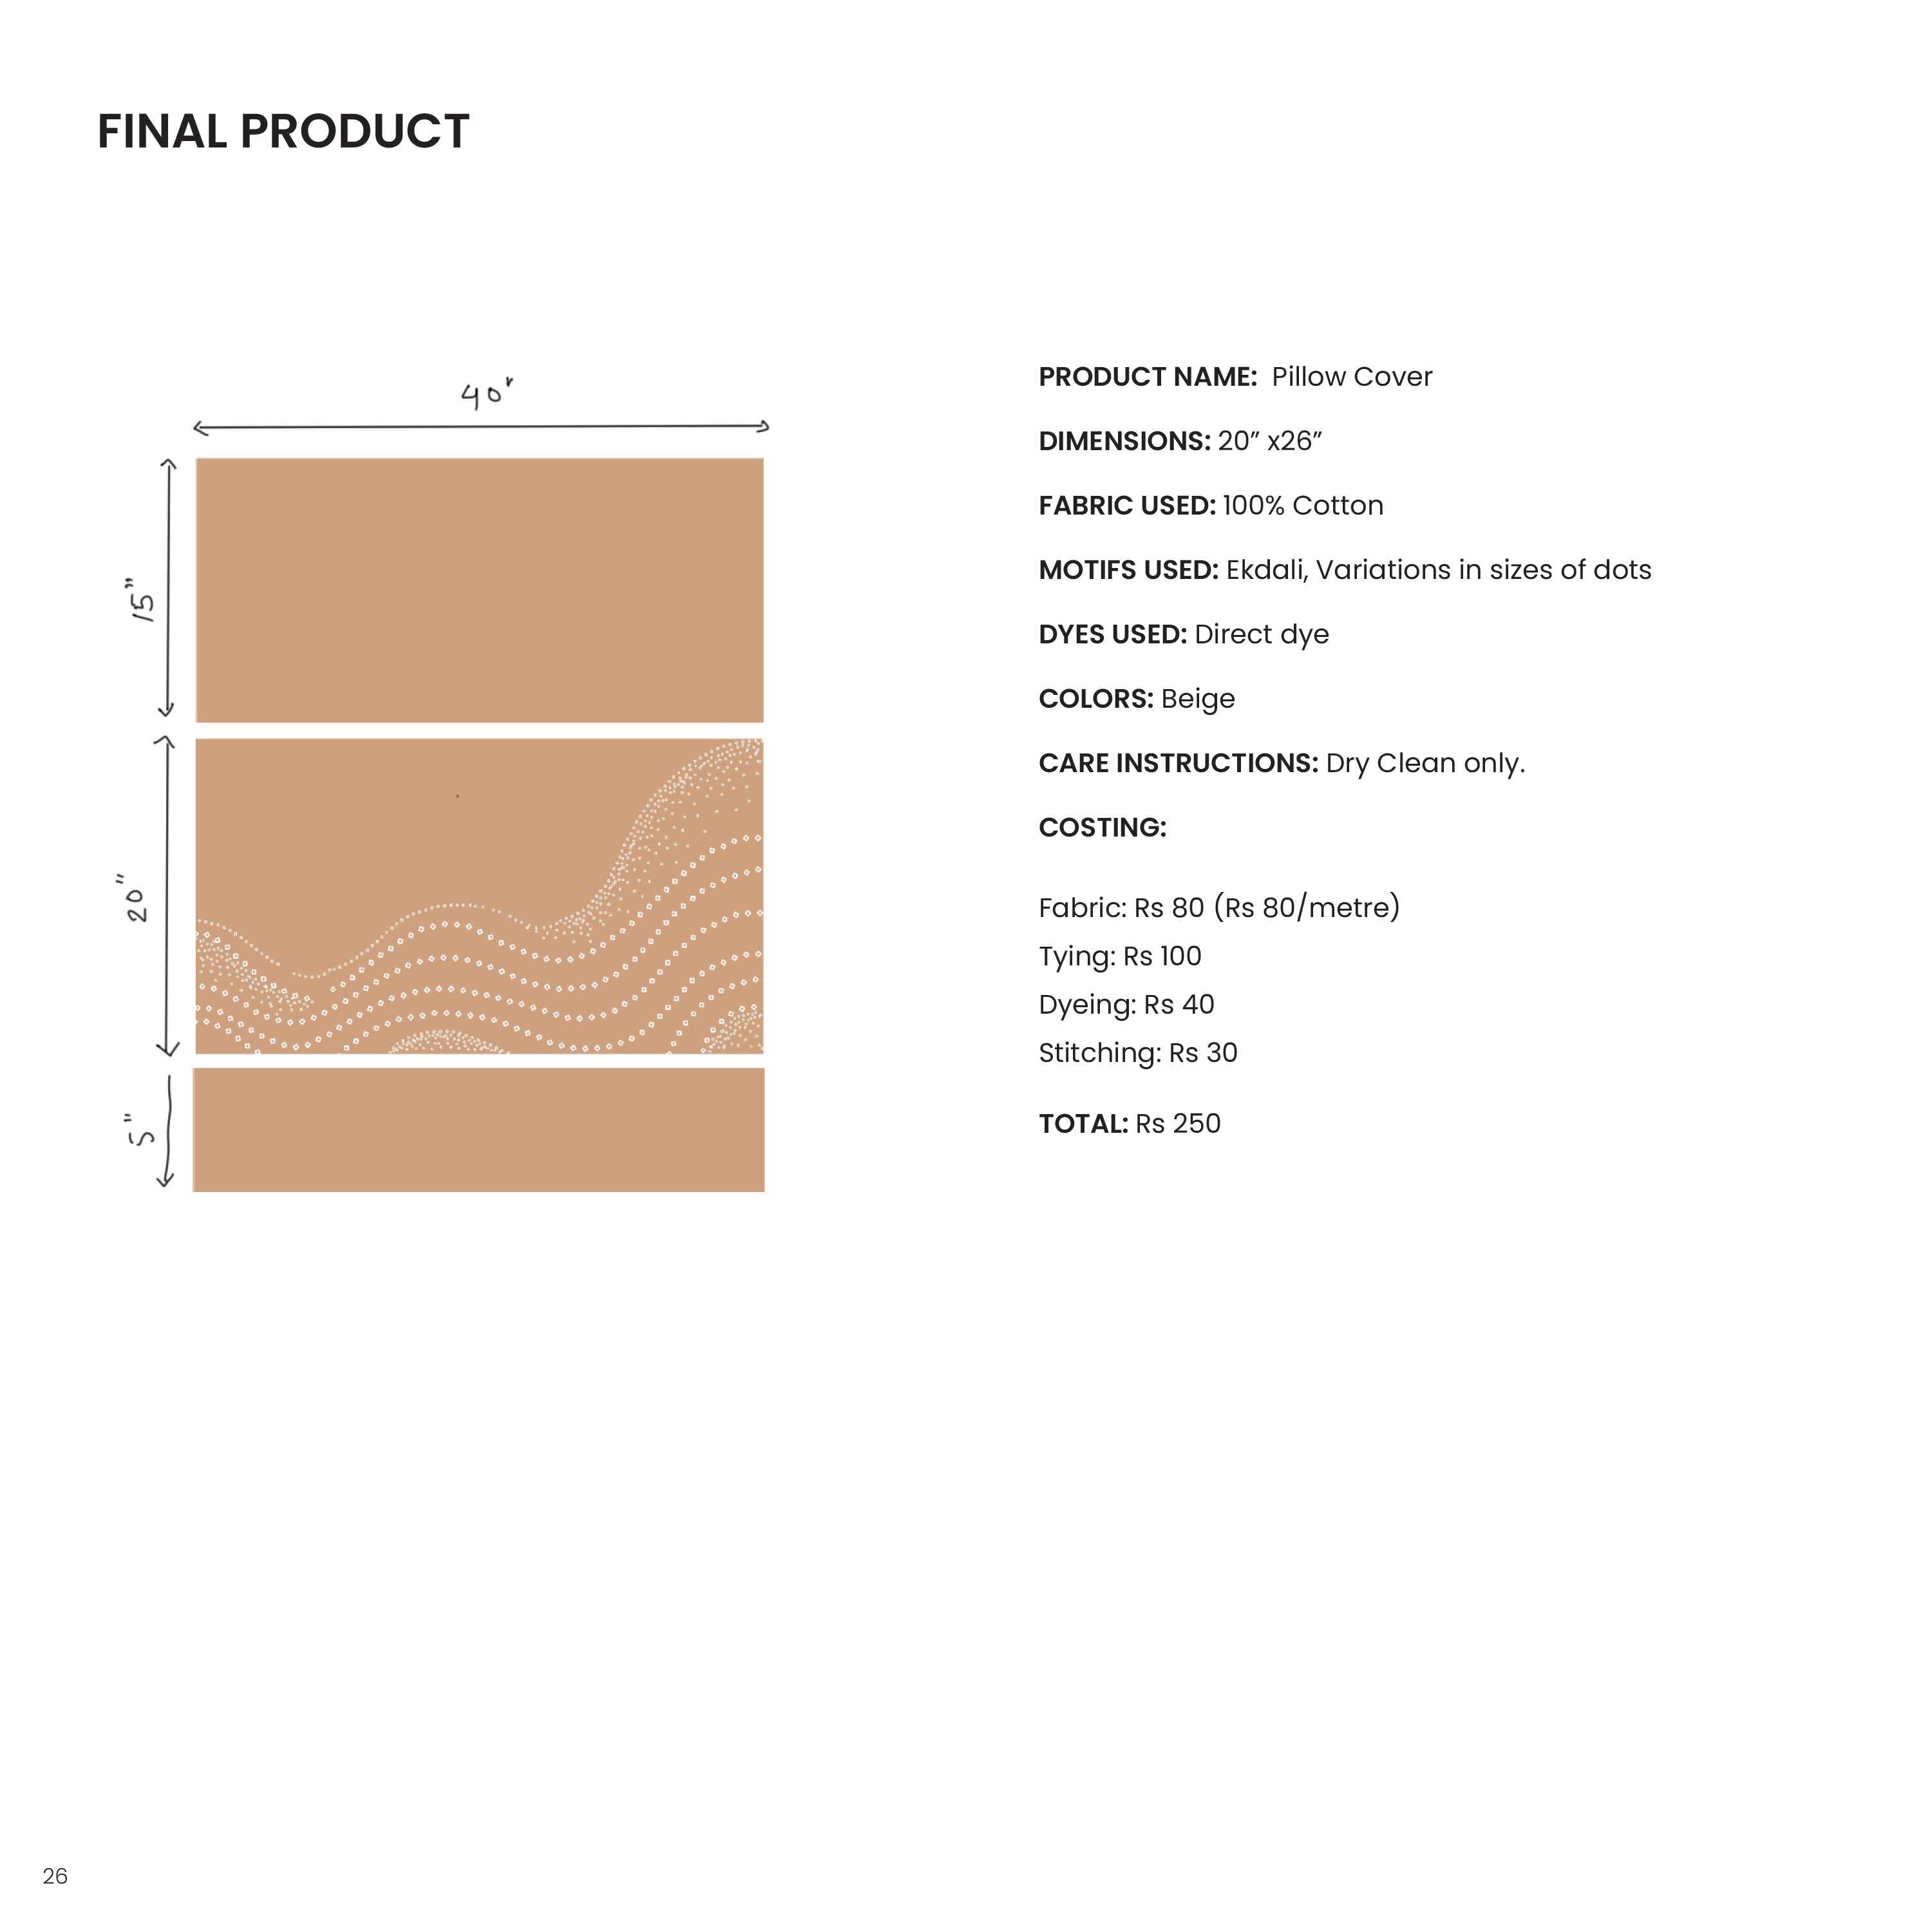 FINAL PRODUCT
40"
15"
20"
5"
PRODUCT NAME: Pillow Cover
DIMENSIONS: 20” x26”
FABRIC USED: 100% Cotton
MOTIFS USED: Ekdali, Variations in sizes of dots
DYES USED: Direct dye
COLORS: Beige
CARE INSTRUCTIONS: Dry Clean only.
COSTING:
Fabric: Rs 80 (Rs 80/metre)
Tying: Rs 100
Dyeing: Rs 40
Stitching: Rs 30
TOTAL: Rs 250
26